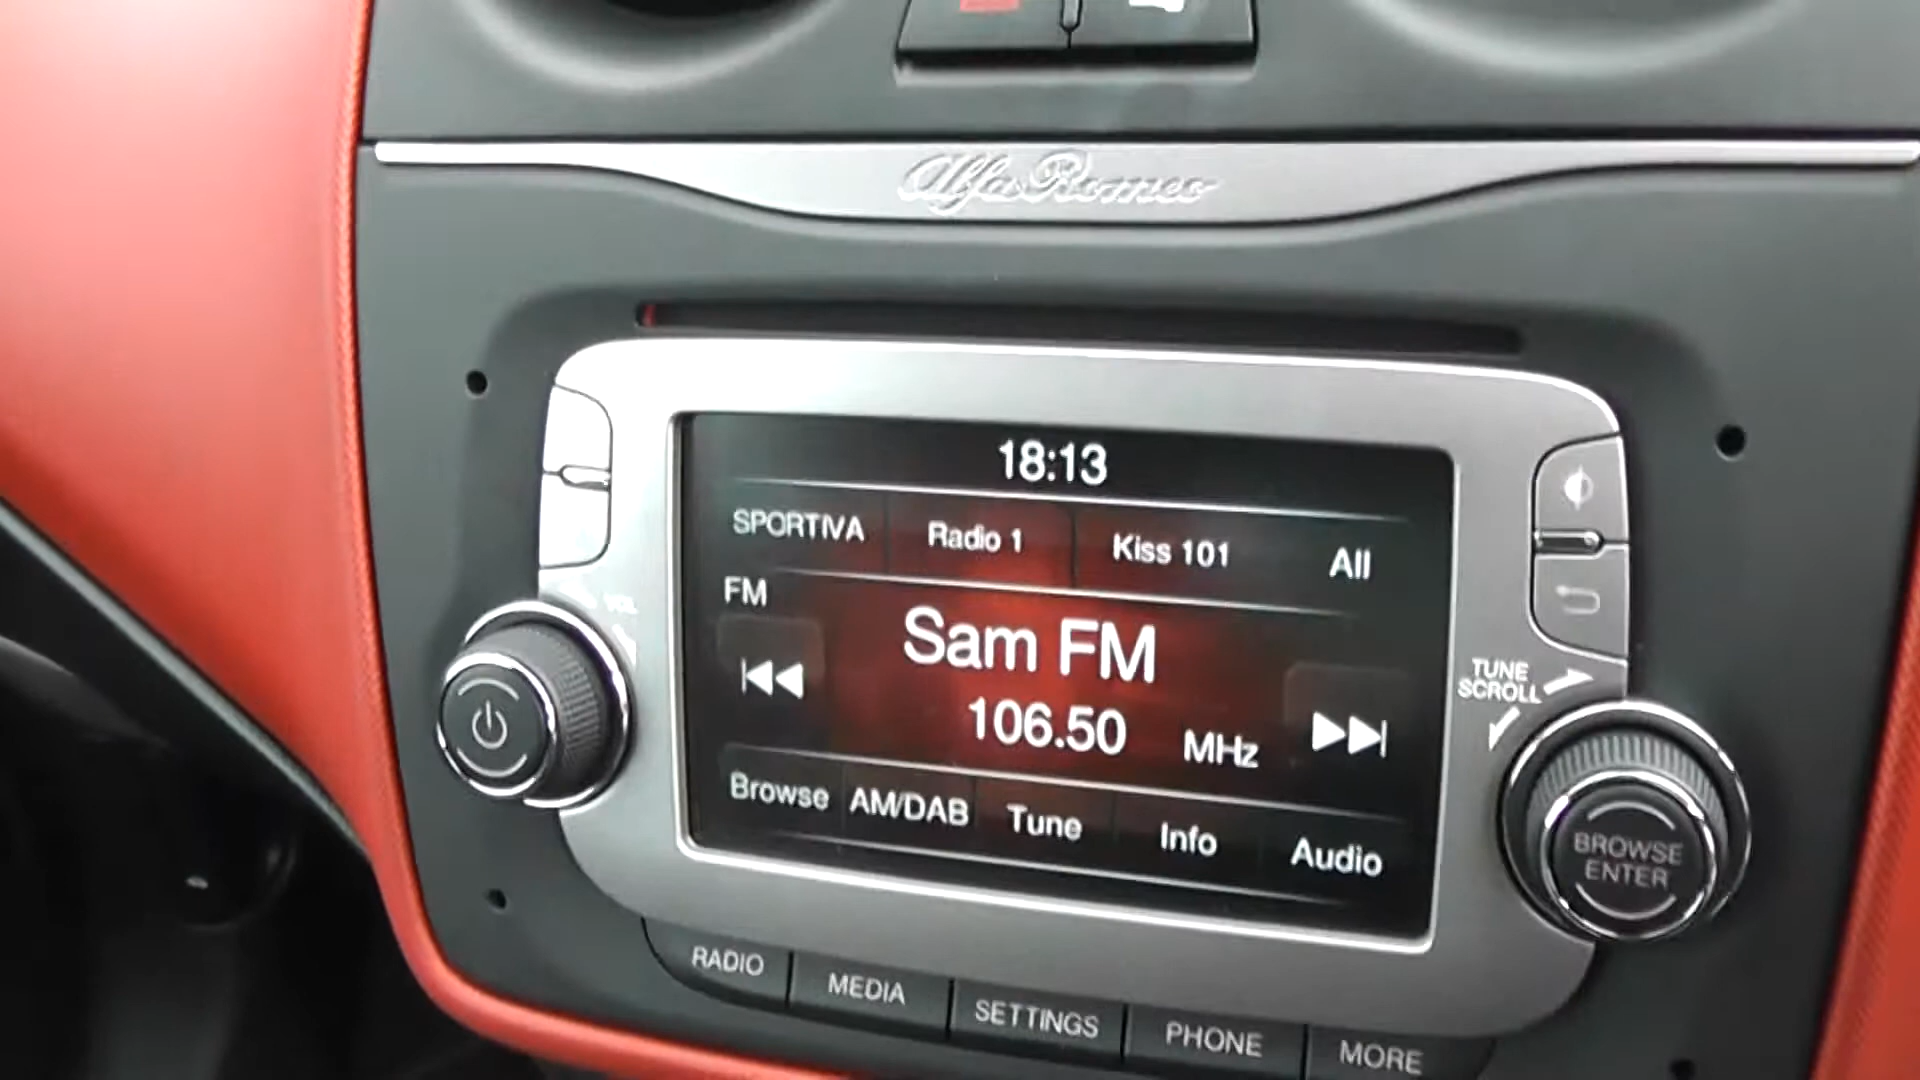 Alfa Romeo
18:13
SPORTIVA Radio 1 Kiss 101 All
FM
Sam FM
106.50 MHz
Browse AM/DAB Tune Info Audio
VOL
TUNE
SCROLL
BROWSE
ENTER
RADIO MEDIA SETTINGS PHONE MORE